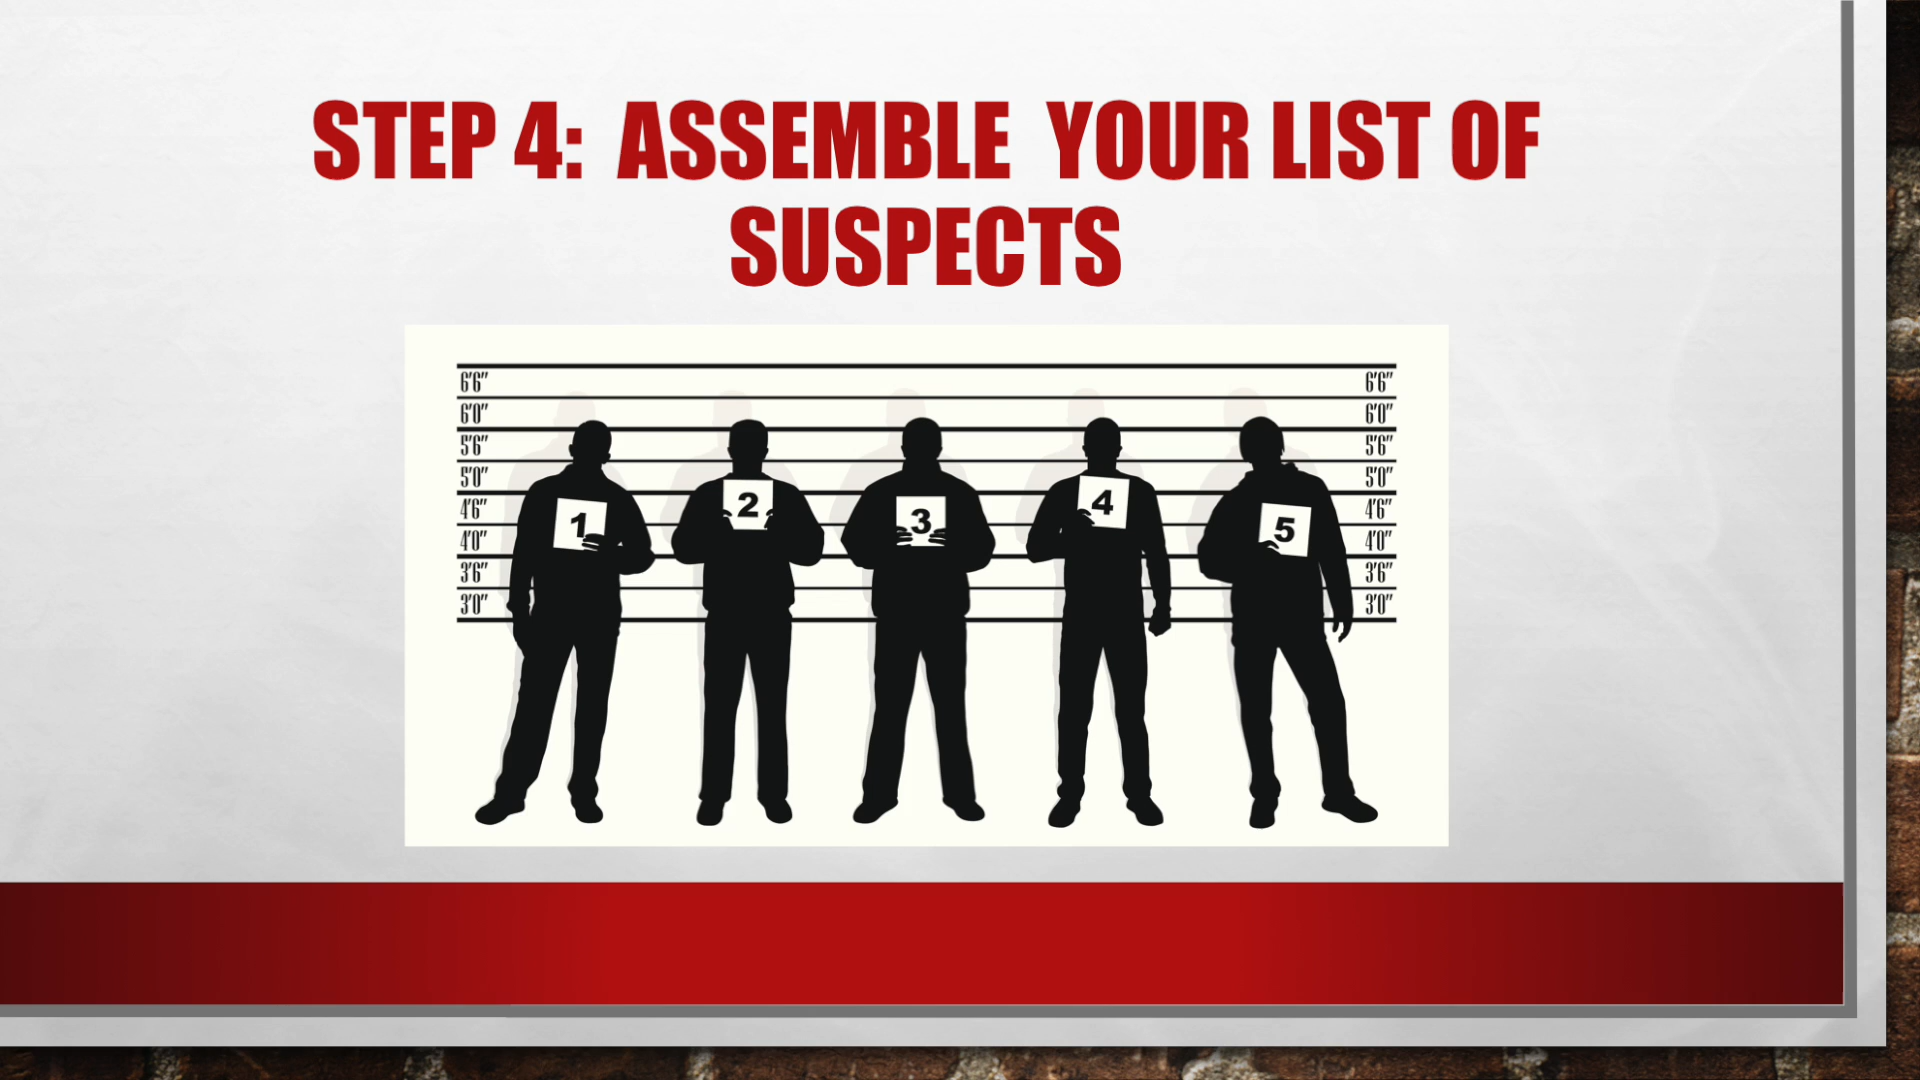 STEP 4: ASSEMBLE YOUR LIST OF
SUSPECTS
6'6" 6'6"
6'0" 6'0"
5'6" 5'6"
5'0" 5'0"
4'6" 4'6"
4'0" 4'0"
3'6" 3'6"
3'0" 3'0"
1 2 3 4 5